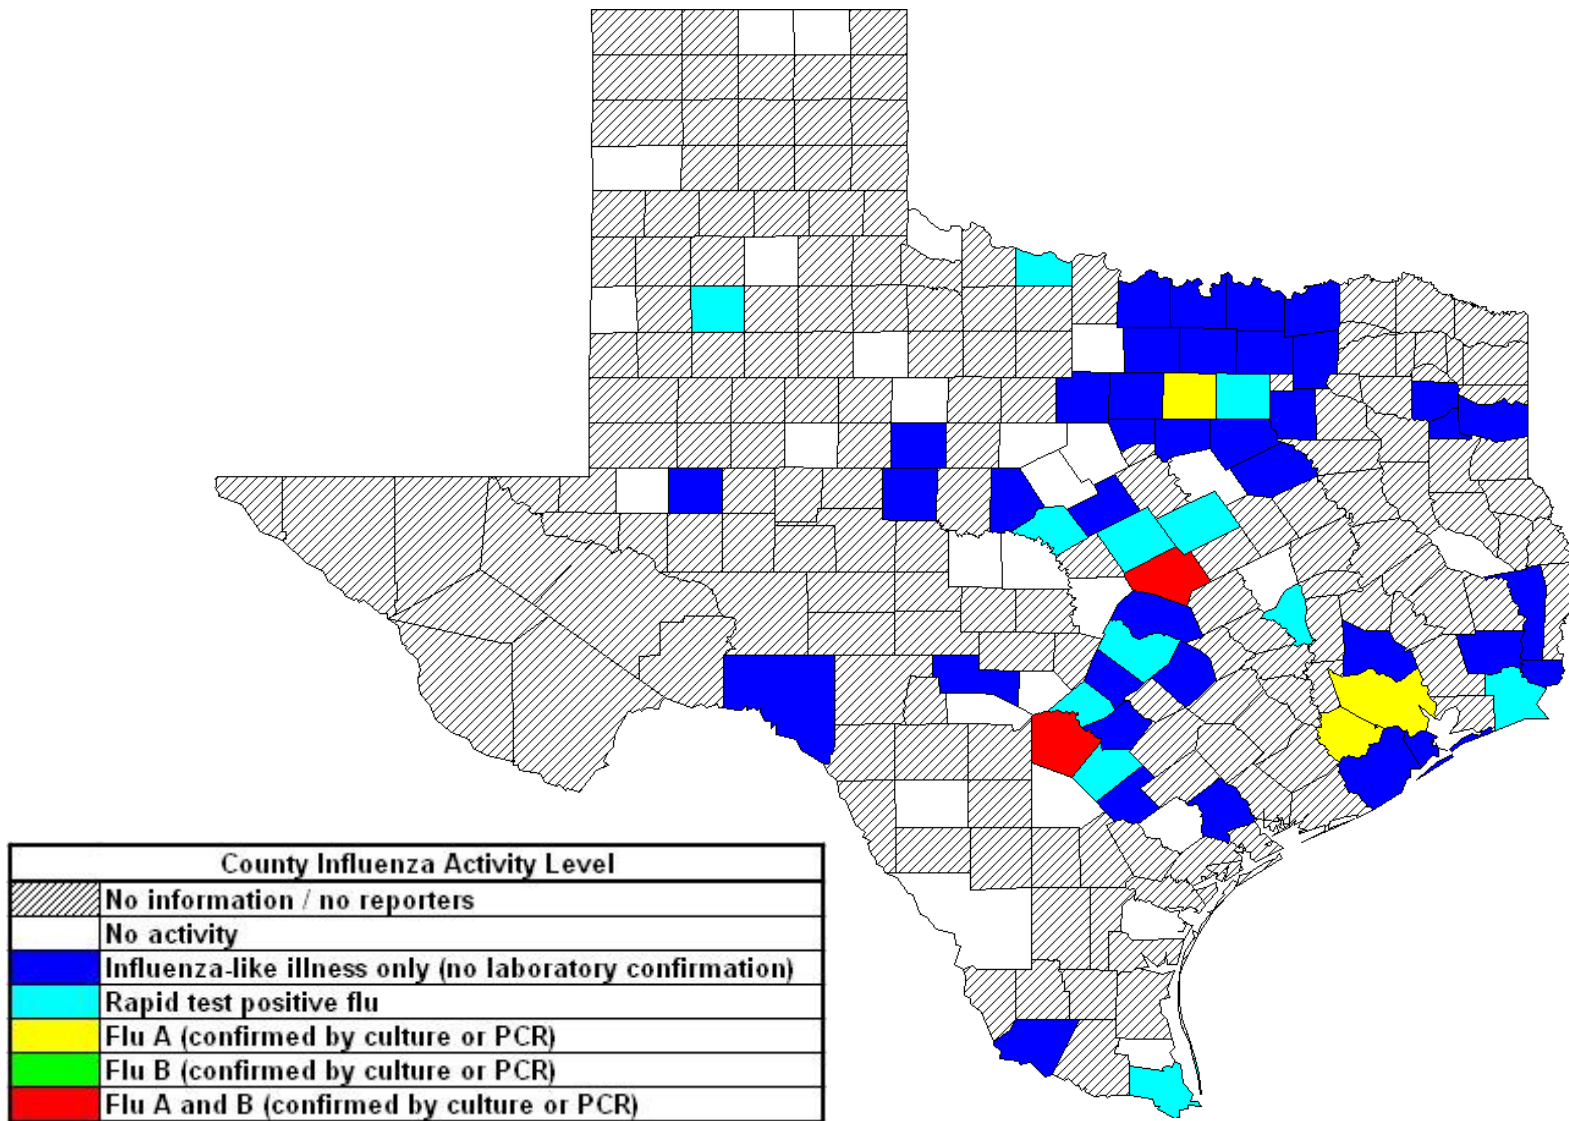 County Influenza Activity Level
No information / no reporters
No activity
Influenza-like illness only (no laboratory confirmation)
Rapid test positive flu
Flu A (confirmed by culture or PCR)
Flu B (confirmed by culture or PCR)
Flu A and B (confirmed by culture or PCR)